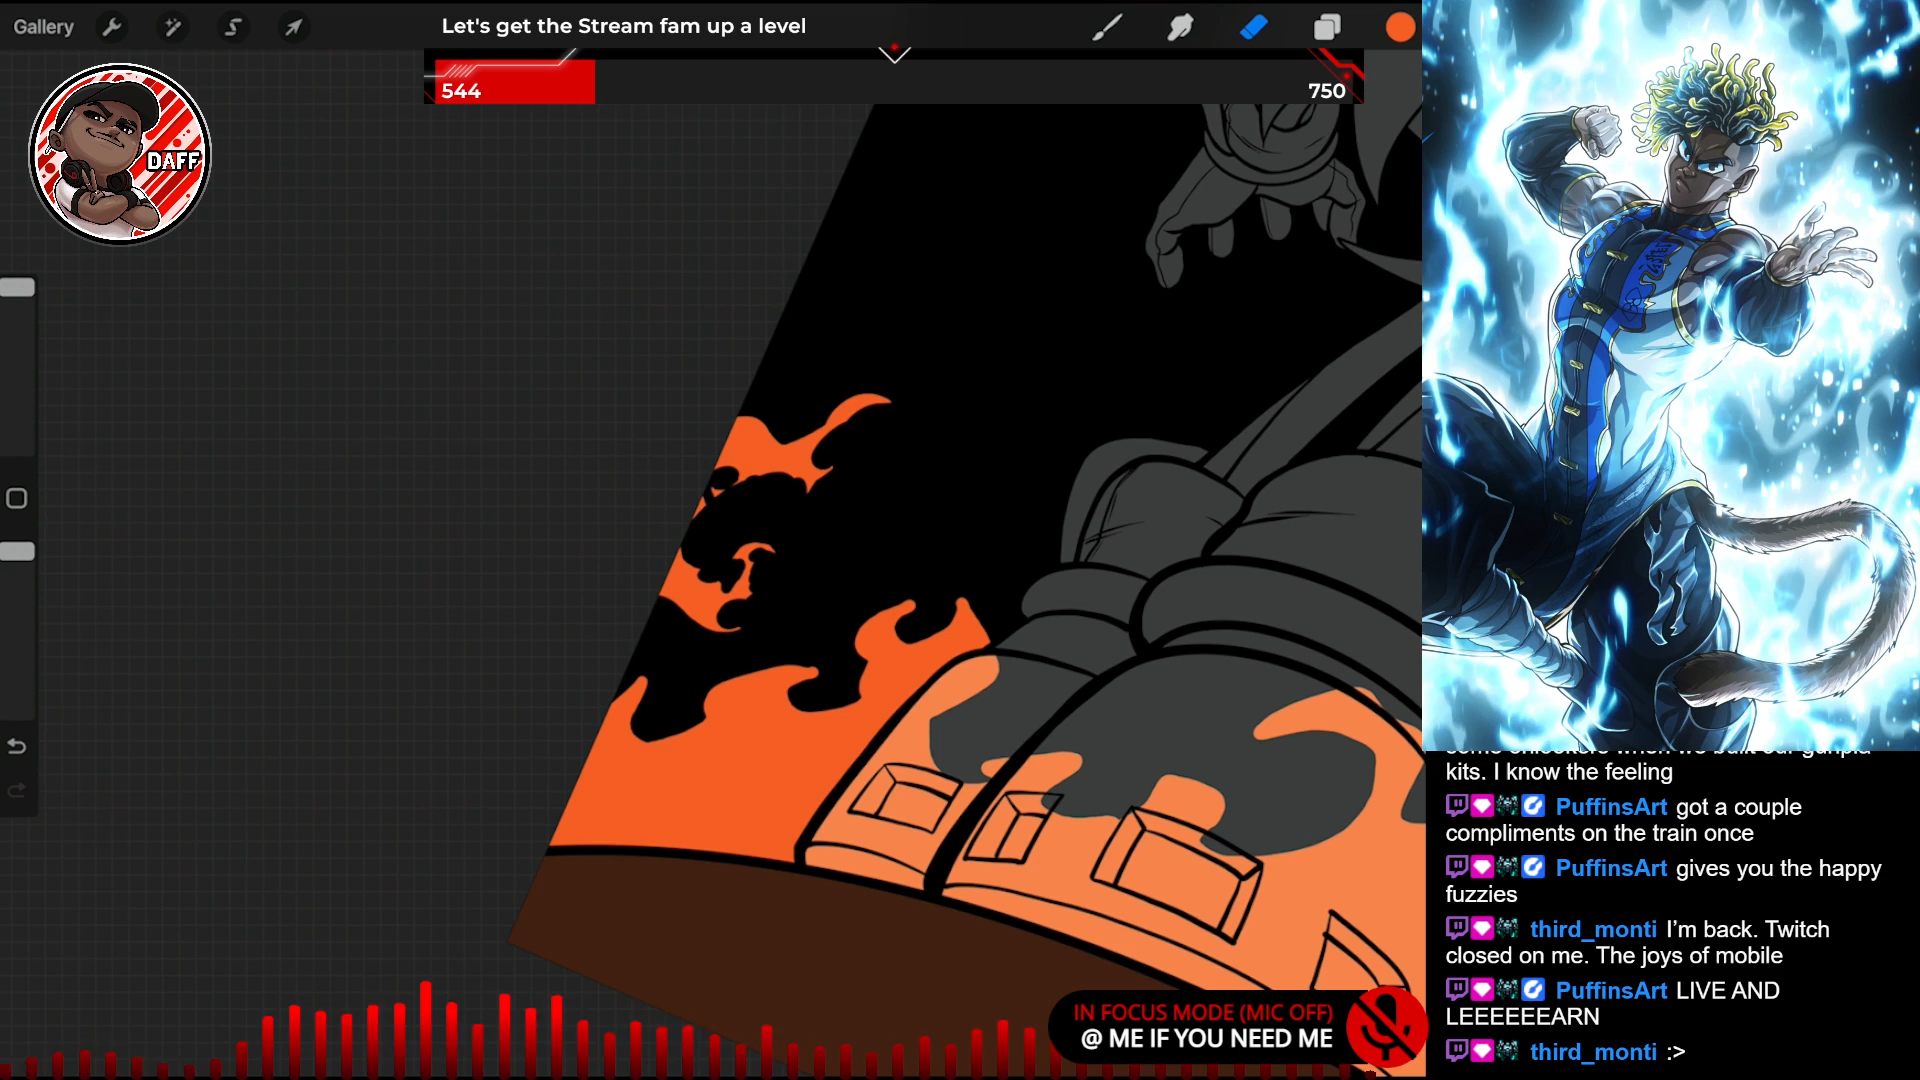 Gallery
Let's get the Stream fam up a level
544
750
DAFF
kits. I know the feeling
PuffinsArt got a couple
compliments on the train once
PuffinsArt gives you the happy
fuzzies
third_monti I'm back. Twitch
closed on me. The joys of mobile
PuffinsArt LIVE AND
LEEEEEEARN
third_monti :>
IN FOCUS MODE (MIC OFF)
@ ME IF YOU NEED ME